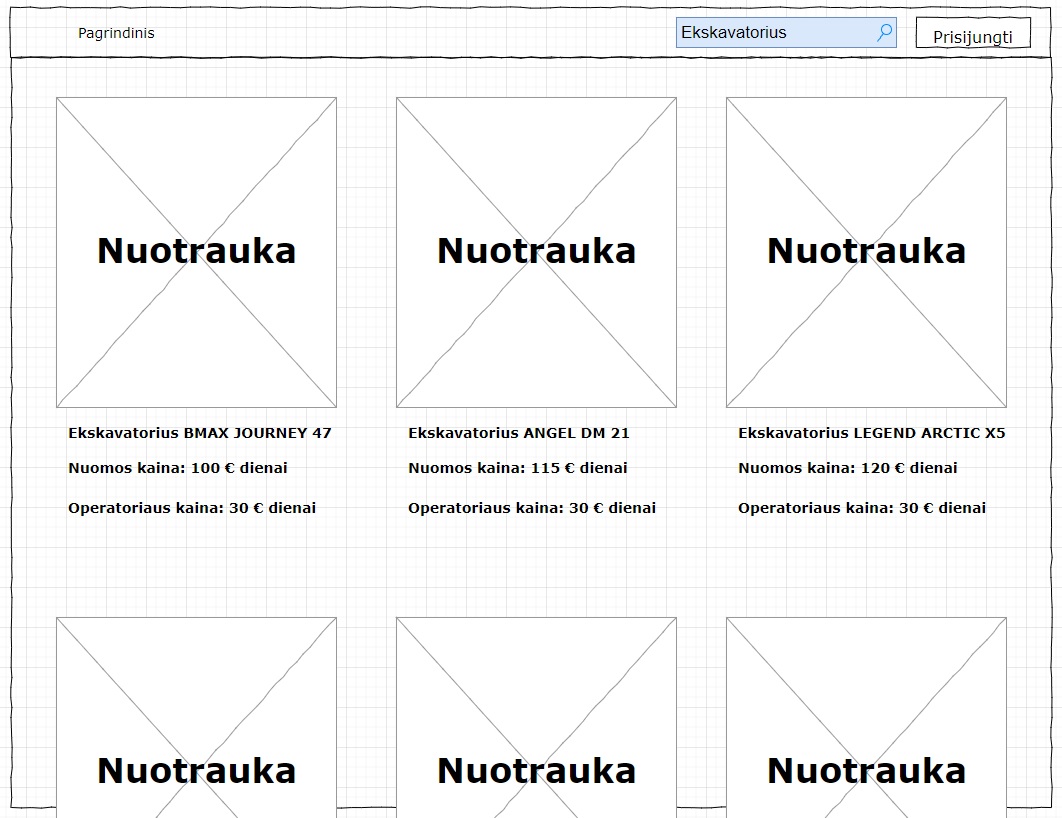 Pagrindinis
Ekskavatorius
Prisijungti
Nuotrauka
Nuotrauka
Nuotrauka
Ekskavatorius BMAX JOURNEY 47
Nuomos kaina: 100 € dienai
Operatoriaus kaina: 30 € dienai
Ekskavatorius ANGEL DM 21
Nuomos kaina: 115 € dienai
Operatoriaus kaina: 30 € dienai
Ekskavatorius LEGEND ARCTIC X5
Nuomos kaina: 120 € dienai
Operatoriaus kaina: 30 € dienai
Nuotrauka
Nuotrauka
Nuotrauka